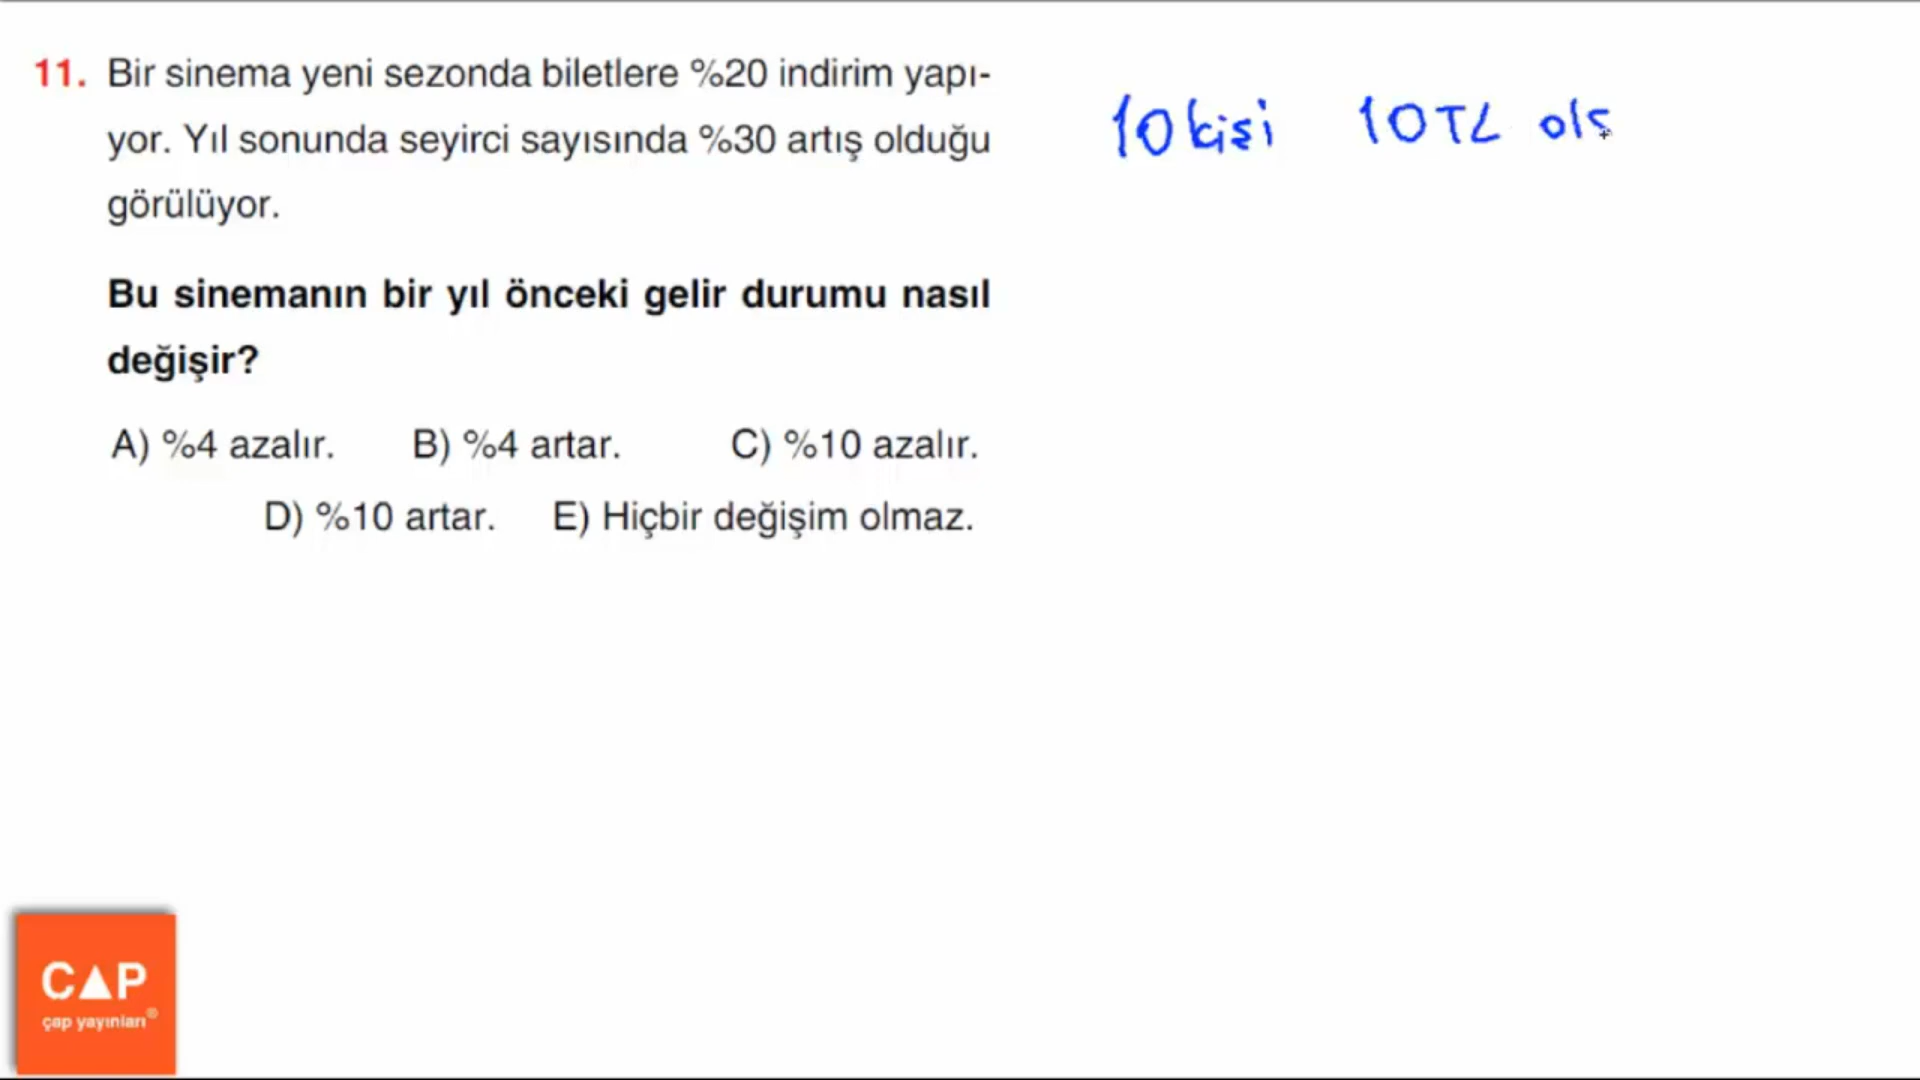 11. Bir sinema yeni sezonda biletlere %20 indirim yapı-
yor. Yıl sonunda seyirci sayısında %30 artış olduğu
görülüyor.
Bu sinemanın bir yıl önceki gelir durumu nasıl
değişir?
A) %4 azalır. B) %4 artar. C) %10 azalır.
D) %10 artar. E) Hiçbir değişim olmaz.
10 kişi 10 TL ols
CAP
çap yayınları®